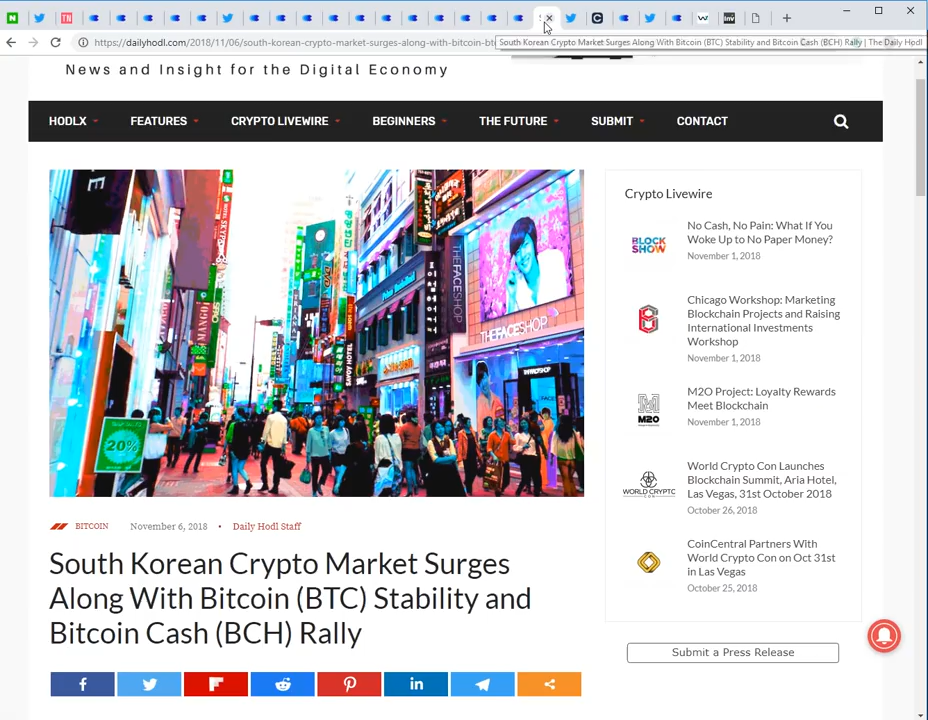 https://dailyhodl.com/2018/11/06/south-korean-crypto-market-surges-along-with-bitcoin-bt
South Korean Crypto Market Surges Along With Bitcoin (BTC) Stability and Bitcoin Cash (BCH) Rally | The Daily Hodl
News and Insight for the Digital Economy
HODLX
FEATURES
CRYPTO LIVEWIRE
BEGINNERS
THE FUTURE
SUBMIT
CONTACT
THEFACESHOP
THEFACESHOP
20%
Crypto Livewire
BLOCK
SHOW
No Cash, No Pain: What If You
Woke Up to No Paper Money?
November 1, 2018
Chicago Workshop: Marketing
Blockchain Projects and Raising
International Investments
Workshop
November 1, 2018
M2O
M2O Project: Loyalty Rewards
Meet Blockchain
November 1, 2018
WORLD CRYPTO
CON
World Crypto Con Launches
Blockchain Summit, Aria Hotel,
Las Vegas, 31st October 2018
October 26, 2018
CoinCentral Partners With
World Crypto Con on Oct 31st
in Las Vegas
October 25, 2018
BITCOIN
November 6, 2018 • Daily Hodl Staff
South Korean Crypto Market Surges
Along With Bitcoin (BTC) Stability and
Bitcoin Cash (BCH) Rally
Submit a Press Release